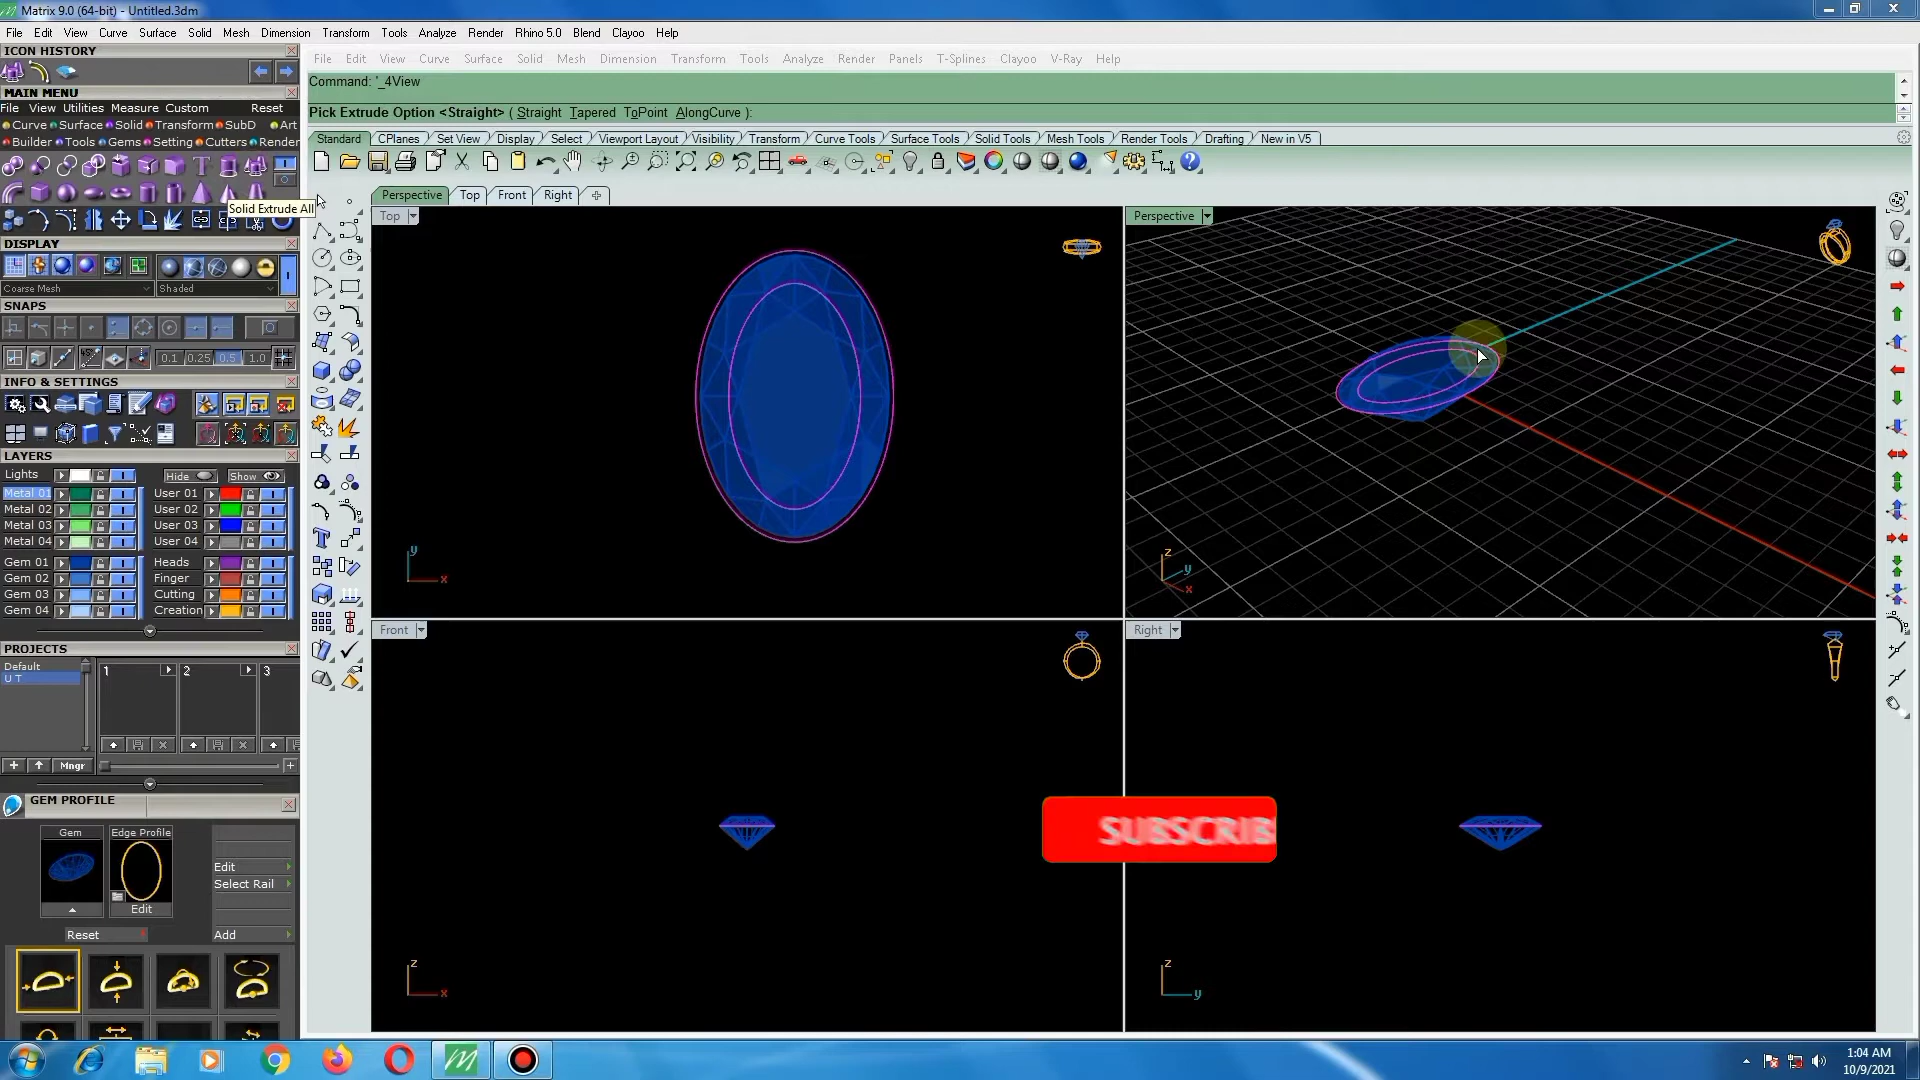 Matrix 9.0 (64-bit) - Untitled.3dm
File Edit View Curve Surface Solid Mesh Dimension Transform Tools Analyze Render Rhino 5.0 Blend Clayoo Help
ICON HISTORY
File Edit View Curve Surface Solid Mesh Dimension Transform Tools Analyze Render Panels T-Splines Clayoo V-Ray Help
Command: '_4View
MAIN MENU
File View Utilities Measure Custom Reset
Pick Extrude Option <Straight> ( Straight Tapered ToPoint AlongCurve ):
Curve Surface Solid Transform SubD Art
Builder Tools Gems Setting Cutters Render
Standard CPlanes Set View Display Select Viewport Layout Visibility Transform Curve Tools Surface Tools Solid Tools Mesh Tools Render Tools Drafting New in V5
Perspective Top Front Right
Solid Extrude All
Top
Perspective
DISPLAY
Coarse Mesh Shaded
SNAPS
0.1 0.25 0.5 1.0
INFO & SETTINGS
LAYERS
Lights Hide Show
Metal 01 User 01
Metal 02 User 02
Metal 03 User 03
Metal 04 User 04
Gem 01 Heads
Gem 02 Finger
Gem 03 Cutting
Gem 04 Creation
y
x
z
y
x
Front
Right
PROJECTS
Default
U T
1 2 3
Mngr
GEM PROFILE
Gem Edge Profile
Edit
Select Rail
Edit
Reset Add
SUBSCRIB
z
x
z
y
1:04 AM
10/9/2021